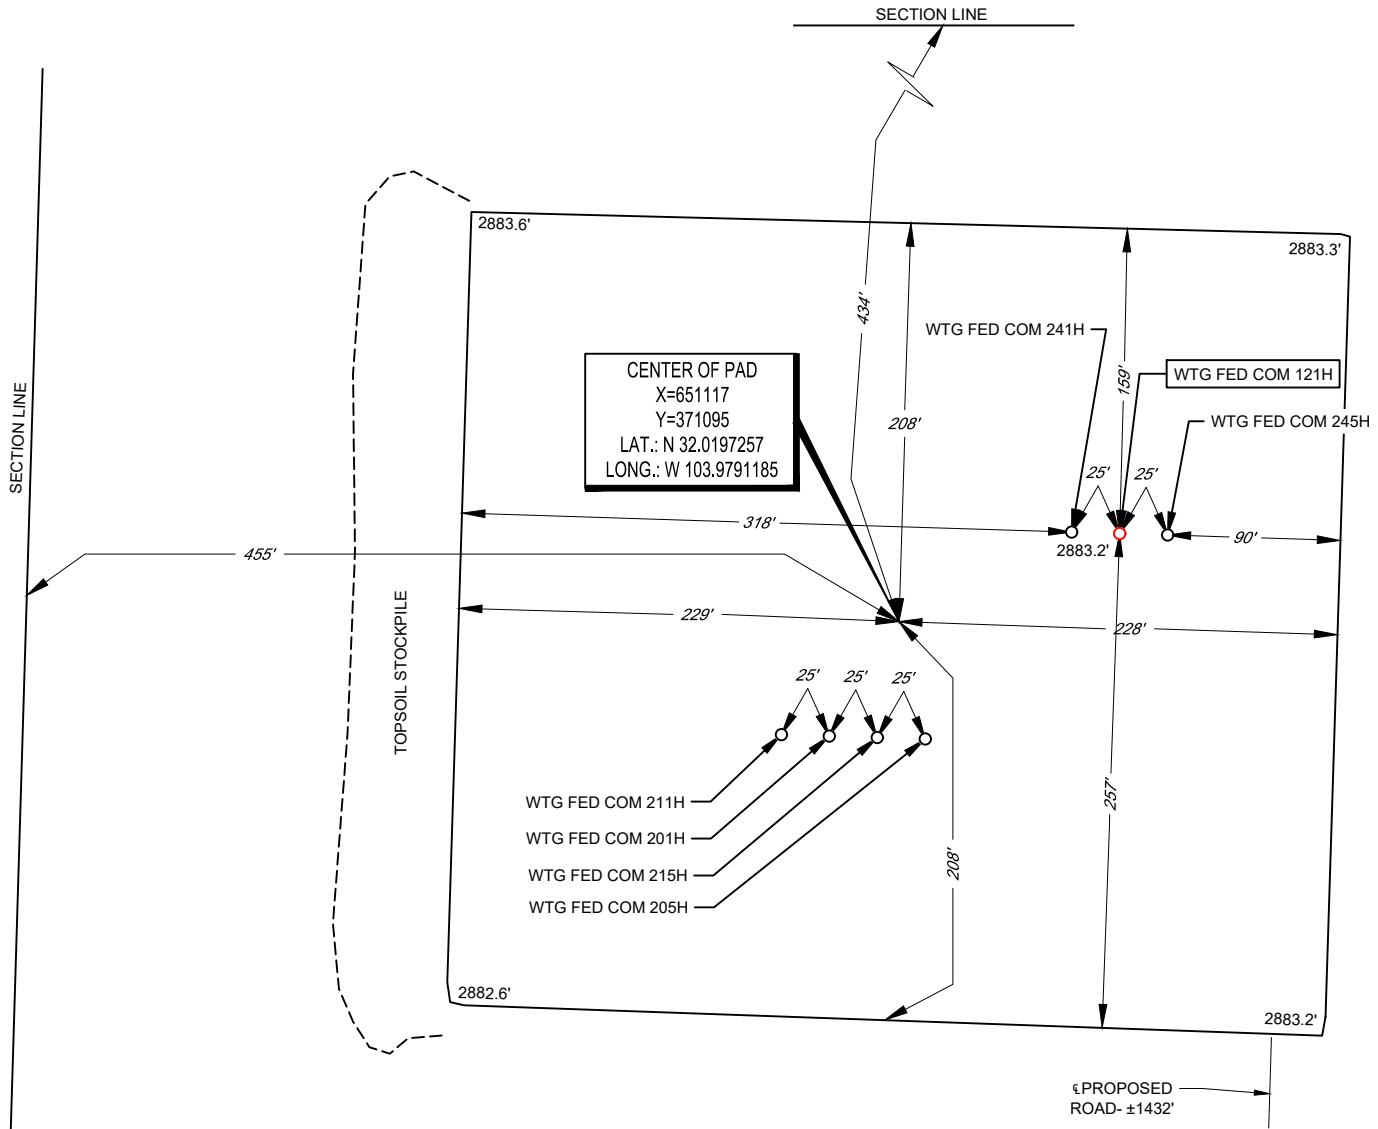 SECTION LINE
2883.6'
2883.3'
434'
WTG FED COM 241H
159'
WTG FED COM 121H
CENTER OF PAD
X=651117
Y=371095
LAT.: N 32.0197257
LONG.: W 103.9791185
208'
WTG FED COM 245H
SECTION LINE
25'
25'
318'
90'
2883.2'
455'
229'
228'
TOPSOIL STOCKPILE
25'
25'
25'
257'
WTG FED COM 211H
WTG FED COM 201H
WTG FED COM 215H
WTG FED COM 205H
208'
2882.6'
2883.2'
℄PROPOSED
ROAD- ±1432'